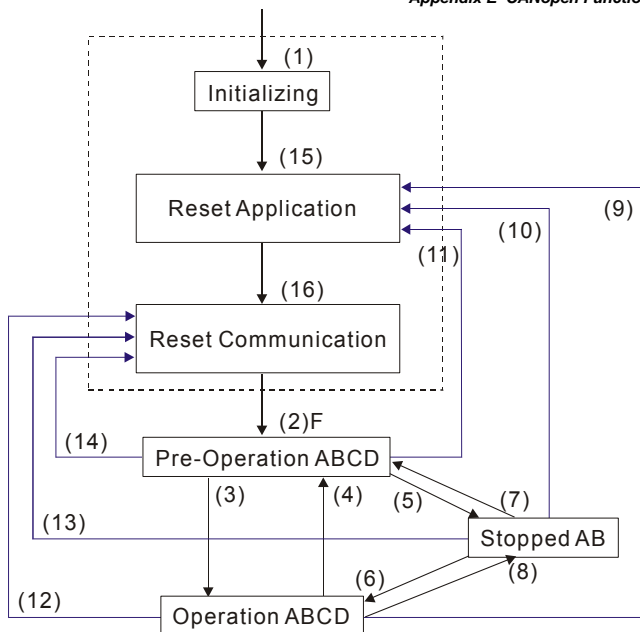 Appendix E CANopen Function
(1)
Initializing
(15)
Reset Application
(9)
(10)
(11)
(16)
Reset Communication
(2)F
(14)
Pre-Operation ABCD
(3)
(4)
(5)
(7)
(13)
Stopped AB
(6)
(8)
(12)
Operation ABCD